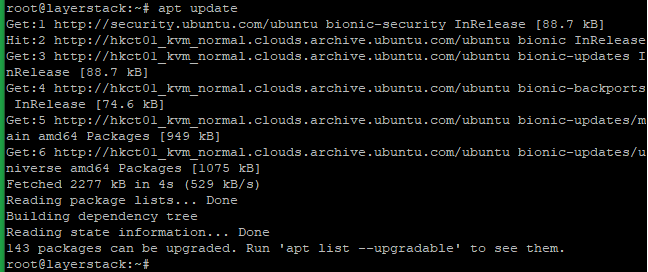 root@layerstack:~# apt update
Get:1 http://security.ubuntu.com/ubuntu bionic-security InRelease [88.7 kB]
Hit:2 http://hkct01_kvm_normal.clouds.archive.ubuntu.com/ubuntu bionic InRelease
Get:3 http://hkct01_kvm_normal.clouds.archive.ubuntu.com/ubuntu bionic-updates I
nRelease [88.7 kB]
Get:4 http://hkct01_kvm_normal.clouds.archive.ubuntu.com/ubuntu bionic-backports
 InRelease [74.6 kB]
Get:5 http://hkct01_kvm_normal.clouds.archive.ubuntu.com/ubuntu bionic-updates/m
ain amd64 Packages [949 kB]
Get:6 http://hkct01_kvm_normal.clouds.archive.ubuntu.com/ubuntu bionic-updates/u
niverse amd64 Packages [1075 kB]
Fetched 2277 kB in 4s (529 kB/s)
Reading package lists... Done
Building dependency tree
Reading state information... Done
143 packages can be upgraded. Run 'apt list --upgradable' to see them.
root@layerstack:~#